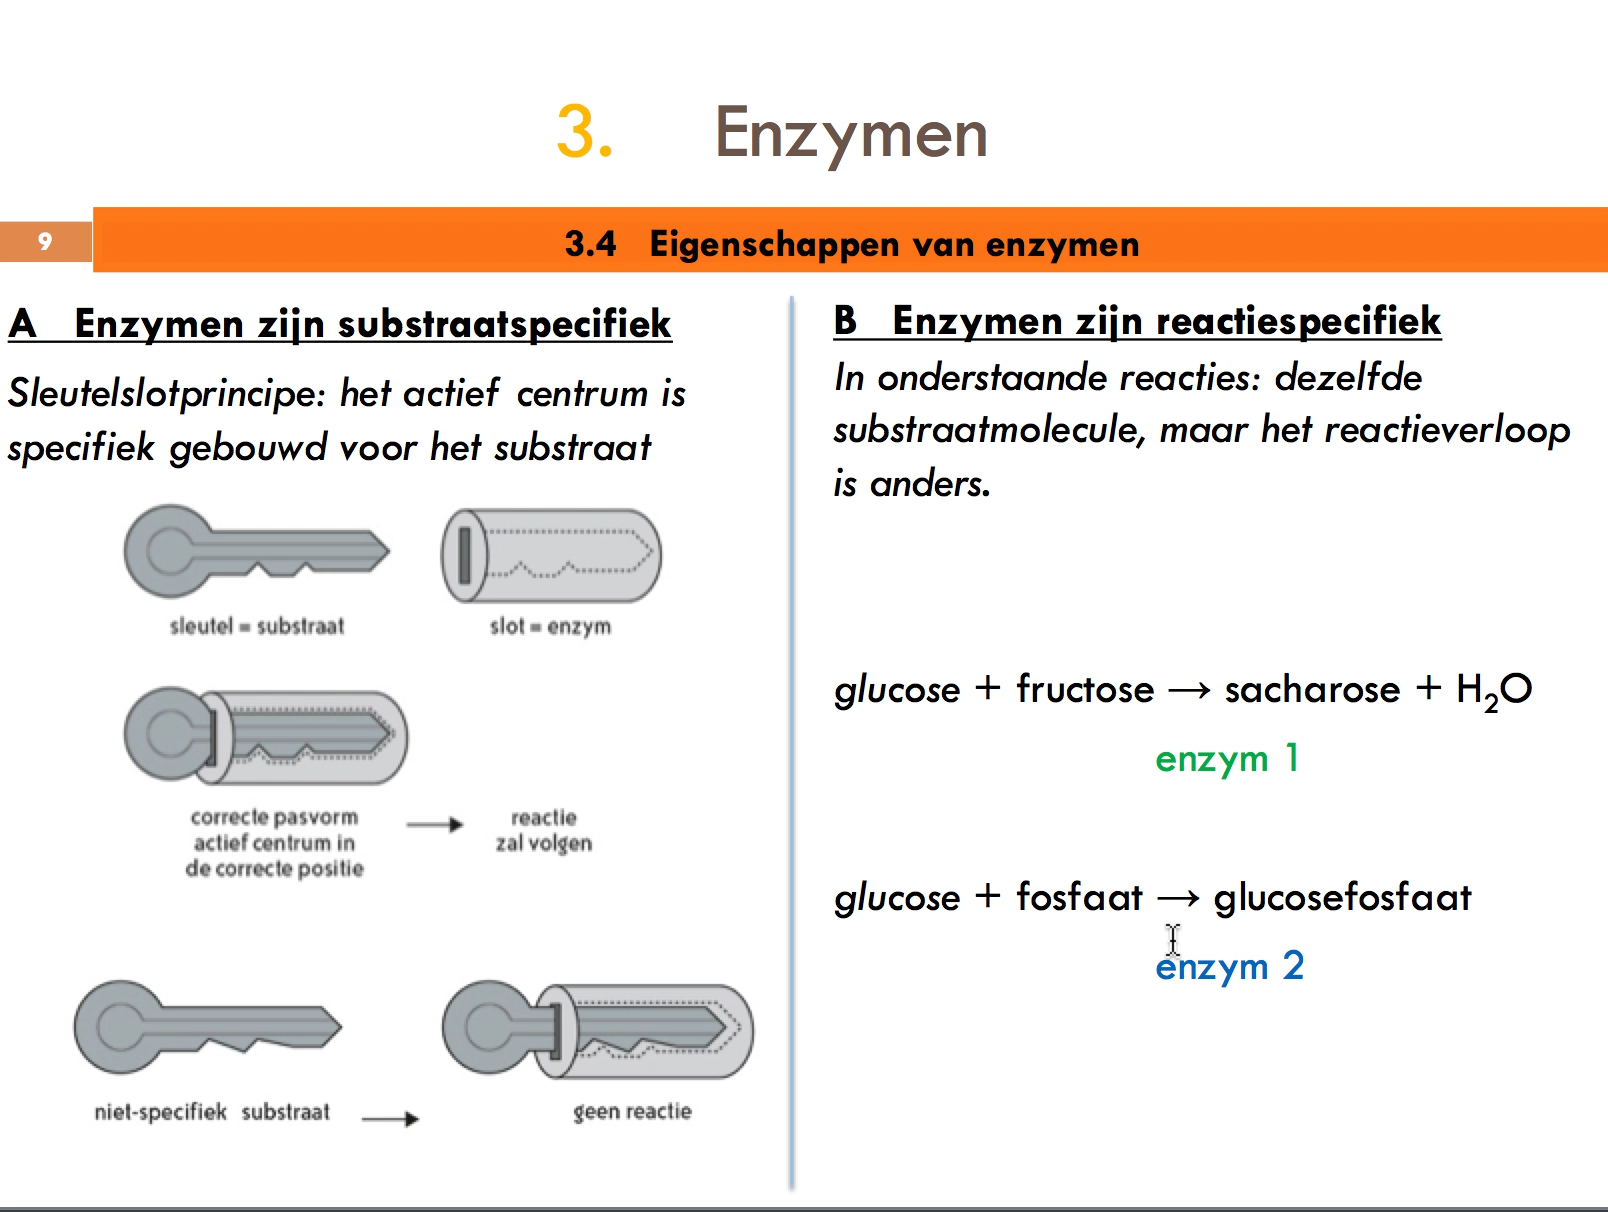 3. Enzymen
9
3.4 Eigenschappen van enzymen
A Enzymen zijn substraatspecifiek
Sleutelslotprincipe: het actief centrum is
specifiek gebouwd voor het substraat
sleutel = substraat
slot = enzym
correcte pasvorm
actief centrum in
de correcte positie
reactie
zal volgen
niet-specifiek substraat
geen reactie
B Enzymen zijn reactiespecifiek
In onderstaande reacties: dezelfde
substraatmolecule, maar het reactieverloop
is anders.
glucose + fructose → sacharose + H₂O
enzym 1
glucose + fosfaat → glucosefosfaat
enzym 2